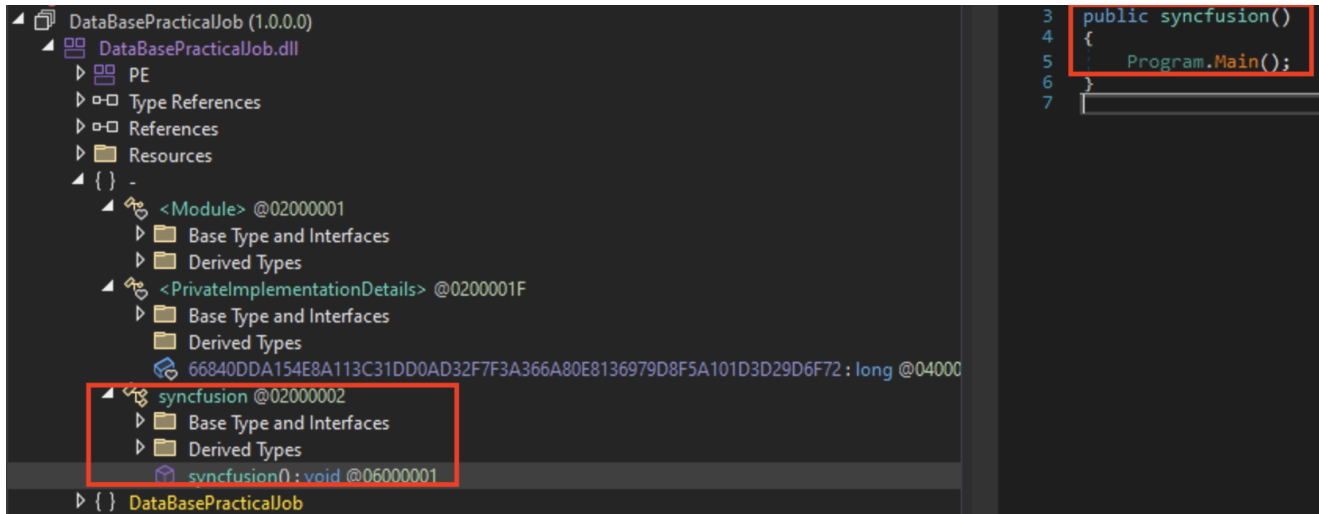 DataBasePracticalJob (1.0.0.0)
DataBasePracticalJob.dll
PE
Type References
References
Resources
{ } -
<Module> @02000001
Base Type and Interfaces
Derived Types
<PrivateImplementationDetails> @0200001F
Base Type and Interfaces
Derived Types
66840DDA154E8A113C31DD0AD32F7F3A366A80E8136979D8F5A101D3D29D6F72 : long @04000
syncfusion @02000002
Base Type and Interfaces
Derived Types
syncfusion() : void @06000001
{ } DataBasePracticalJob
3 public syncfusion()
4 {
5 Program.Main();
6 }
7